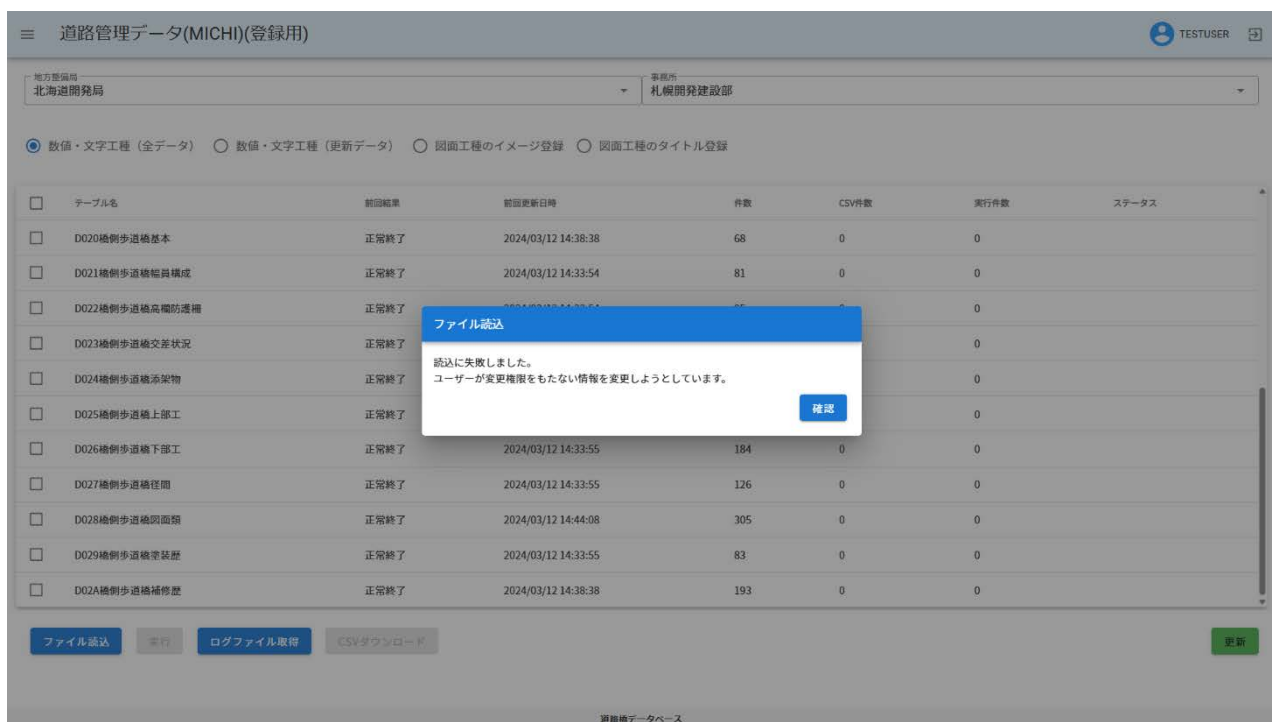 道路管理データ(MICHI)(登録用)
TESTUSER
地方整備局
北海道開発局
事務所
札幌開発建設部
数値・文字工種（全データ）
数値・文字工種（更新データ）
図面工種のイメージ登録
図面工種のタイトル登録
テーブル名 前回結果 前回更新日時 件数 CSV件数 実行件数 ステータス
D020橋側歩道橋基本 正常終了 2024/03/12 14:38:38 68 0 0
D021橋側歩道橋幅員構成 正常終了 2024/03/12 14:33:54 81 0 0
D022橋側歩道橋高欄防護柵 正常終了 0
D023橋側歩道橋交差状況 正常終了 0
D024橋側歩道橋添架物 正常終了 0
D025橋側歩道橋上部工 正常終了 0
D026橋側歩道橋下部工 正常終了 2024/03/12 14:33:55 184 0 0
D027橋側歩道橋径間 正常終了 2024/03/12 14:33:55 126 0 0
D028橋側歩道橋図面類 正常終了 2024/03/12 14:44:08 305 0 0
D029橋側歩道橋塗装歴 正常終了 2024/03/12 14:33:55 83 0 0
D02A橋側歩道橋補修歴 正常終了 2024/03/12 14:38:38 193 0 0
ファイル読込
読込に失敗しました。
ユーザーが変更権限をもたない情報を変更しようとしています。
確認
ファイル読込 実行 ログファイル取得 CSVダウンロード 更新
道路橋データベース